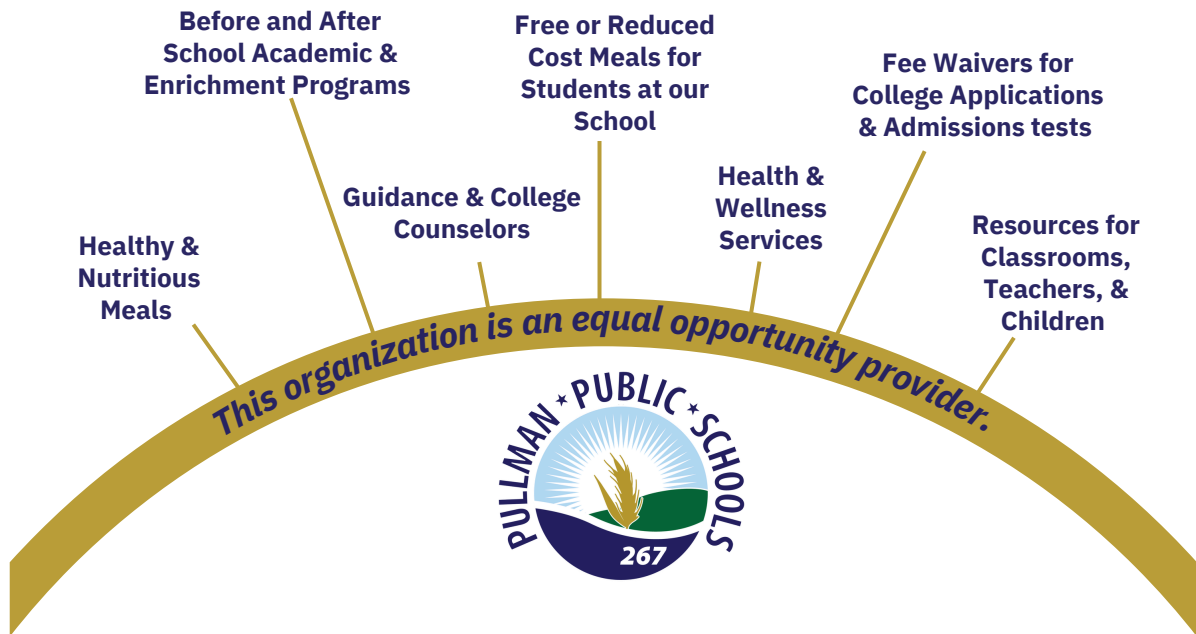 Before and After
School Academic &
Enrichment Programs
Free or Reduced
Cost Meals for
Students at our
School
Fee Waivers for
College Applications
& Admissions tests
Guidance & College
Counselors
Health &
Wellness
Services
Healthy &
Nutritious
Meals
Resources for
Classrooms,
Teachers, &
Children
This organization is an equal opportunity provider.
PULLMAN ★ PUBLIC ★ SCHOOLS
267